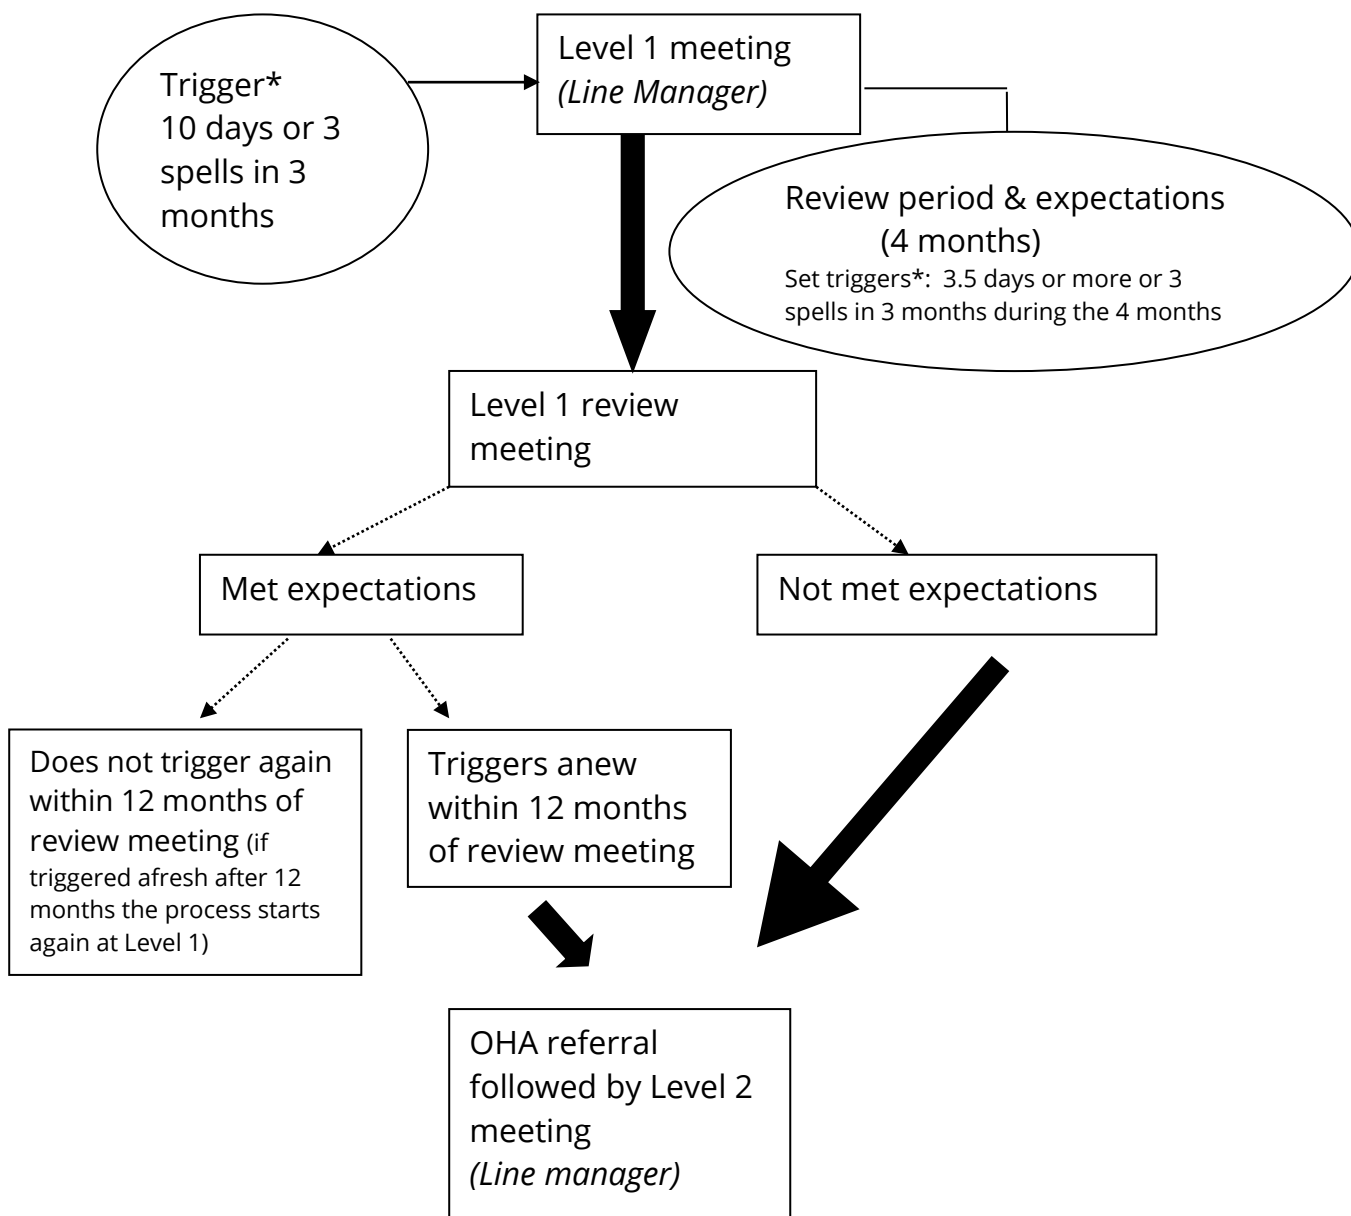 Trigger*
10 days or 3
spells in 3
months
Level 1 meeting
(Line Manager)
Review period & expectations
(4 months)
Set triggers*: 3.5 days or more or 3
spells in 3 months during the 4 months
Level 1 review
meeting
Met expectations
Not met expectations
Does not trigger again
within 12 months of
review meeting (if
triggered afresh after 12
months the process starts
again at Level 1)
Triggers anew
within 12 months
of review meeting
OHA referral
followed by Level 2
meeting
(Line manager)